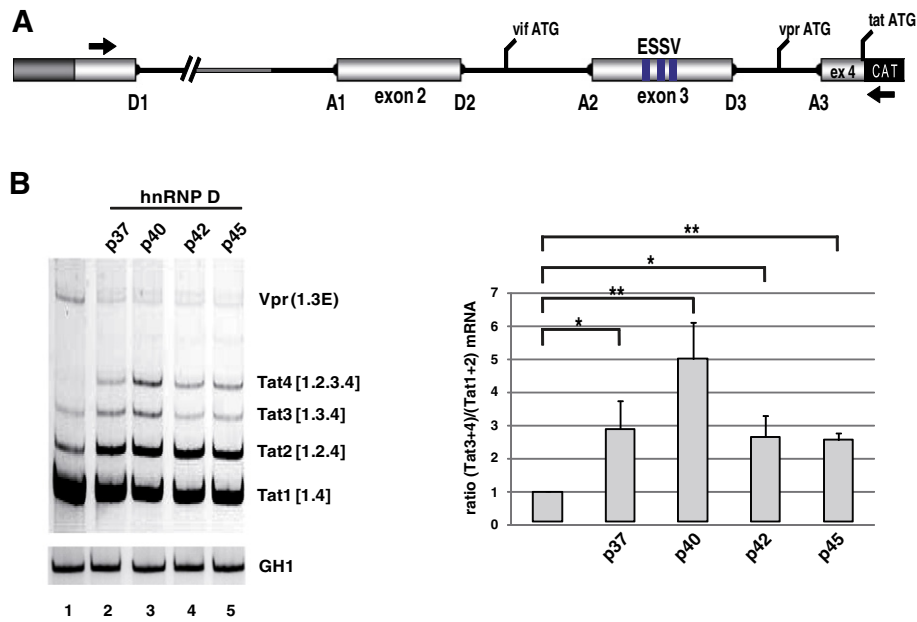 A
vif ATG
ESSV
vpr ATG
tat ATG
ex 4
CAT
D1
A1
exon 2
D2
A2
exon 3
D3
A3
B
hnRNP D
p37
p40
p42
p45
Vpr (1.3E)
Tat4 [1.2.3.4]
Tat3 [1.3.4]
Tat2 [1.2.4]
Tat1 [1.4]
GH1
1 2 3 4 5
**
*
**
*
ratio (Tat3+4)/(Tat1+2) mRNA
7
6
5
4
3
2
1
0
p37
p40
p42
p45